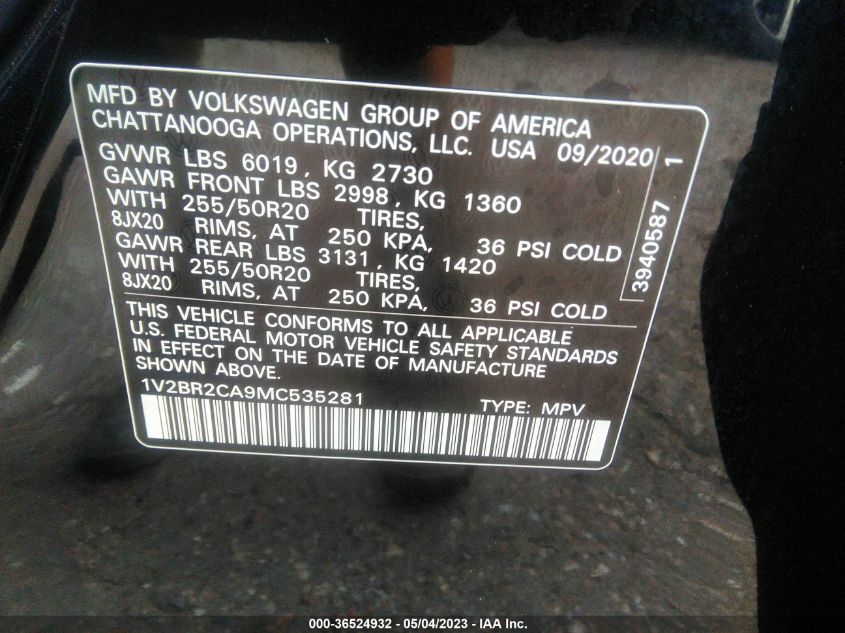 MFD BY VOLKSWAGEN GROUP OF AMERICA
CHATTANOOGA OPERATIONS, LLC. USA 09/2020 1
GVWR LBS 6019, KG 2730
GAWR FRONT LBS 2998, KG 1360
WITH 255/50R20 TIRES,
8JX20 RIMS, AT 250 KPA, 36 PSI COLD
GAWR REAR LBS 3131, KG 1420
WITH 255/50R20 TIRES,
8JX20 RIMS, AT 250 KPA, 36 PSI COLD
3940587
THIS VEHICLE CONFORMS TO ALL APPLICABLE
U.S. FEDERAL MOTOR VEHICLE SAFETY STANDARDS
IN EFFECT ON THE DATE OF MANUFACTURE
SHOWN ABOVE.
1V2BR2CA9MC535281 TYPE: MPV
000-36524932 - 05/04/2023 - IAA Inc.